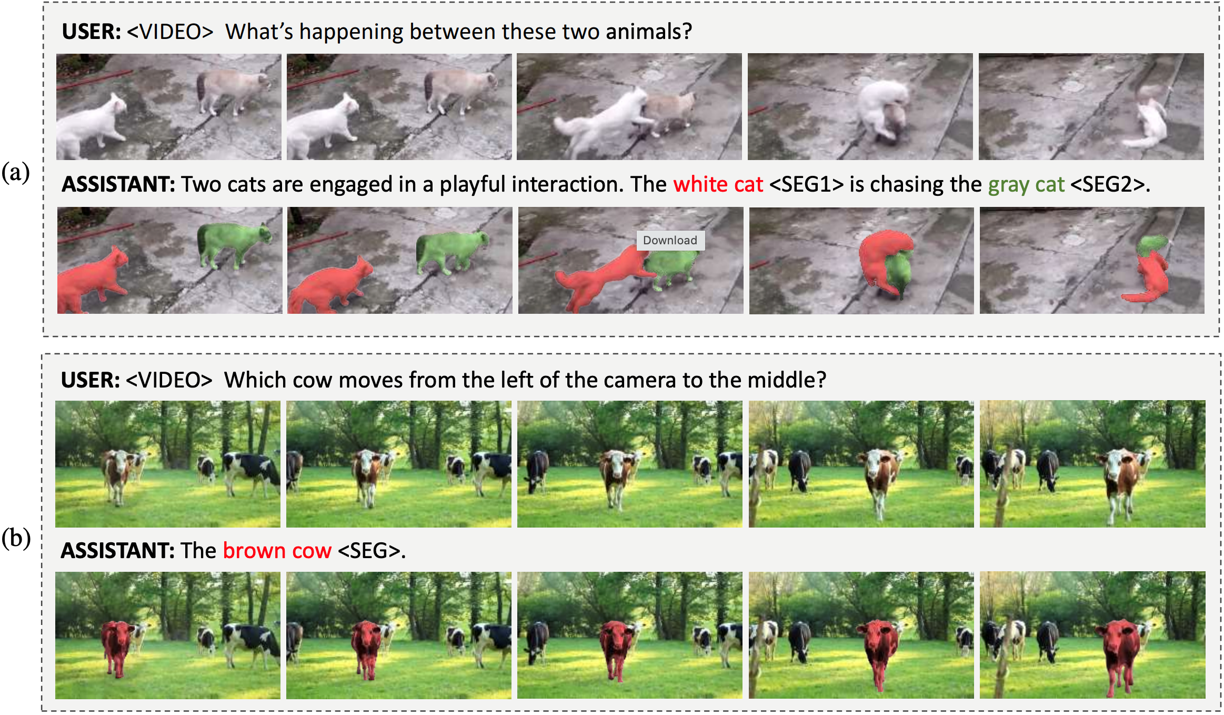 USER: <VIDEO> What's happening between these two animals?
(a)
ASSISTANT: Two cats are engaged in a playful interaction. The white cat <SEG1> is chasing the gray cat <SEG2>.
Download
USER: <VIDEO> Which cow moves from the left of the camera to the middle?
(b)
ASSISTANT: The brown cow <SEG>.